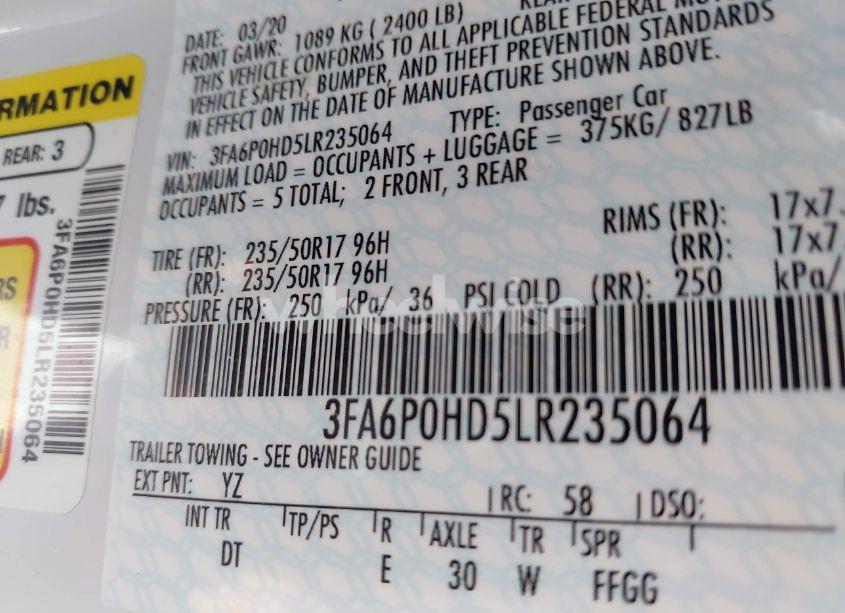 DATE: 03/20
FRONT GAWR: 1089 KG ( 2400 LB)
THIS VEHICLE CONFORMS TO ALL APPLICABLE FEDERAL
VEHICLE SAFETY, BUMPER, AND THEFT PREVENTION STANDARDS
IN EFFECT ON THE DATE OF MANUFACTURE SHOWN ABOVE.
VIN: 3FA6P0HD5LR235064 TYPE: Passenger Car
MAXIMUM LOAD = OCCUPANTS + LUGGAGE = 375KG/ 827LB
OCCUPANTS = 5 TOTAL; 2 FRONT, 3 REAR
TIRE (FR): 235/50R17 96H RIMS (FR): 17x7.
(RR): 235/50R17 96H (RR): 17x7.
PRESSURE (FR): 250 kPa/ 36 PSI COLD (RR): 250 kPa/
wheelwise
3FA6P0HD5LR235064
TRAILER TOWING - SEE OWNER GUIDE
EXT PNT: YZ RC: 58 DSO:
INT TR TP/PS R AXLE TR SPR
DT E 30 W FFGG
RMATION
REAR: 3
7 lbs.
3FA6P0HD5LR235064
RS
R